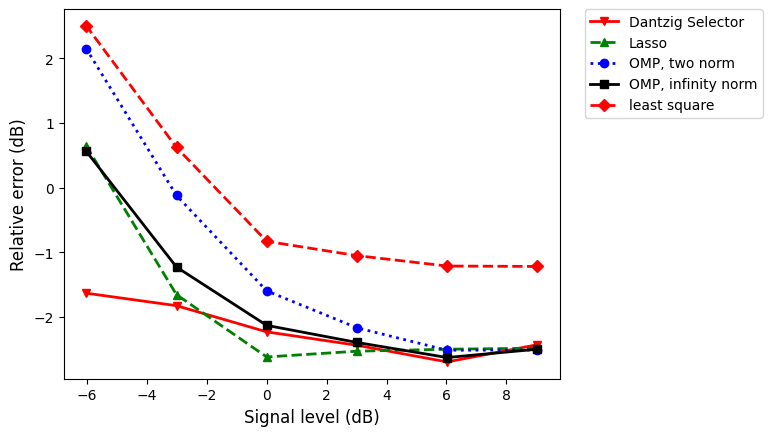 2
1
0
−1
−2
−6
−4
−2
0
2
4
6
8
Relative error (dB)
Signal level (dB)
Dantzig Selector
Lasso
OMP, two norm
OMP, infinity norm
least square